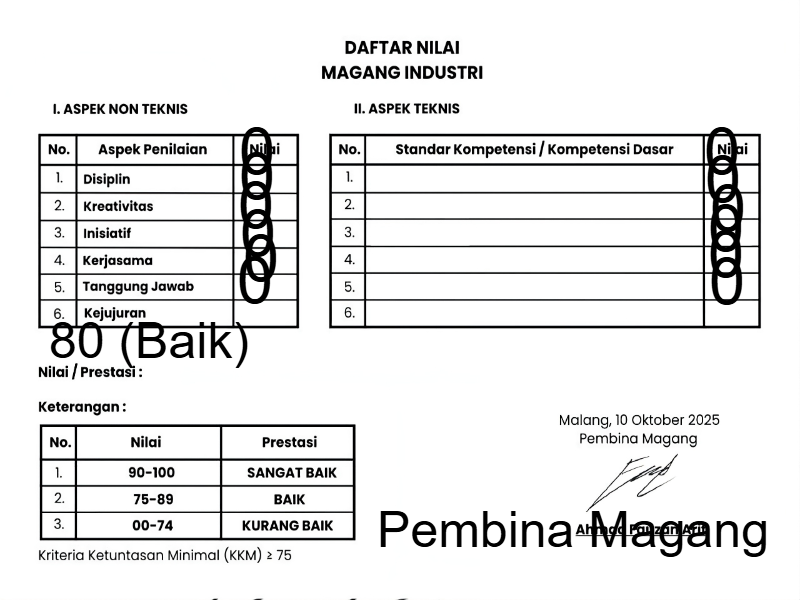 DAFTAR NILAI
MAGANG INDUSTRI
I. ASPEK NON TEKNIS
No. Aspek Penilaian Nilai
0
1. Disiplin 0
2. Kreativitas 0
3. Inisiatif 0
4. Kerjasama 0
5. Tanggung Jawab 0
6. Kejujuran
80 (Baik)
Nilai / Prestasi :
II. ASPEK TEKNIS
No. Standar Kompetensi / Kompetensi Dasar Nilai
0
1. 0
2. 0
3. 0
4. 0
5. 0
6.
Keterangan :
No. Nilai Prestasi
1. 90-100 SANGAT BAIK
2. 75-89 BAIK
3. 00-74 KURANG BAIK
Kriteria Ketuntasan Minimal (KKM) ≥ 75
Malang, 10 Oktober 2025
Pembina Magang
Ahmad Fauzan Arif
Pembina Magang